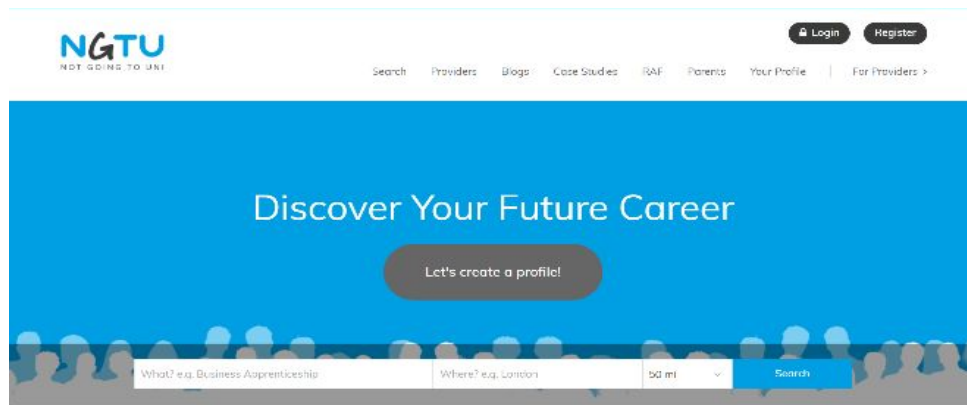 Login Register
NGTU
NOT GOING TO UNI
Search Providers Blogs Case Studies RAF Parents Your Profile For Providers >
Discover Your Future Career
Let's create a profile!
What? e.g. Business Apprenticeship Where? e.g. London 50 mi Search